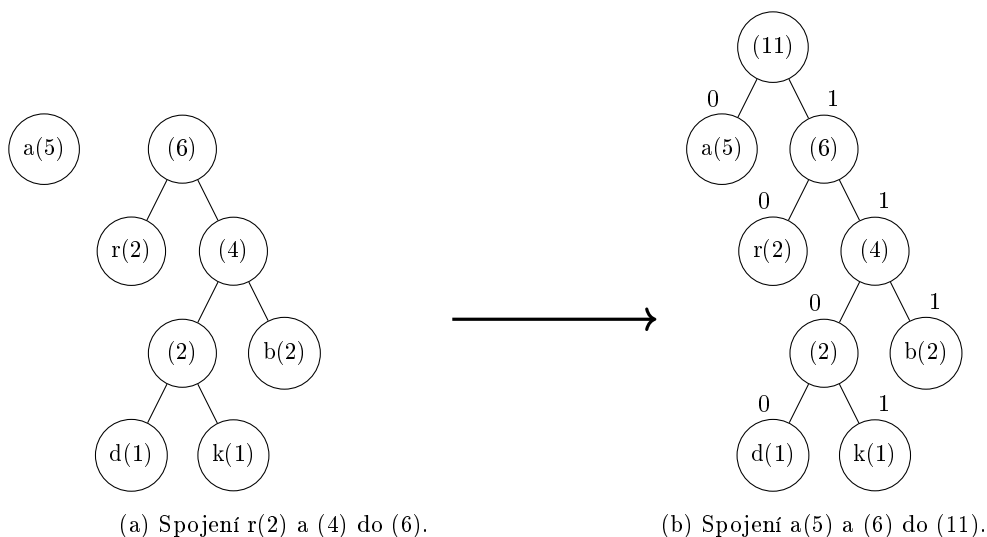 a(5)
(6)
r(2)
(4)
(2)
b(2)
d(1)
k(1)
(a) Spojení r(2) a (4) do (6).
(11)
0
1
a(5)
(6)
0
1
r(2)
(4)
0
1
(2)
b(2)
0
1
d(1)
k(1)
(b) Spojení a(5) a (6) do (11).